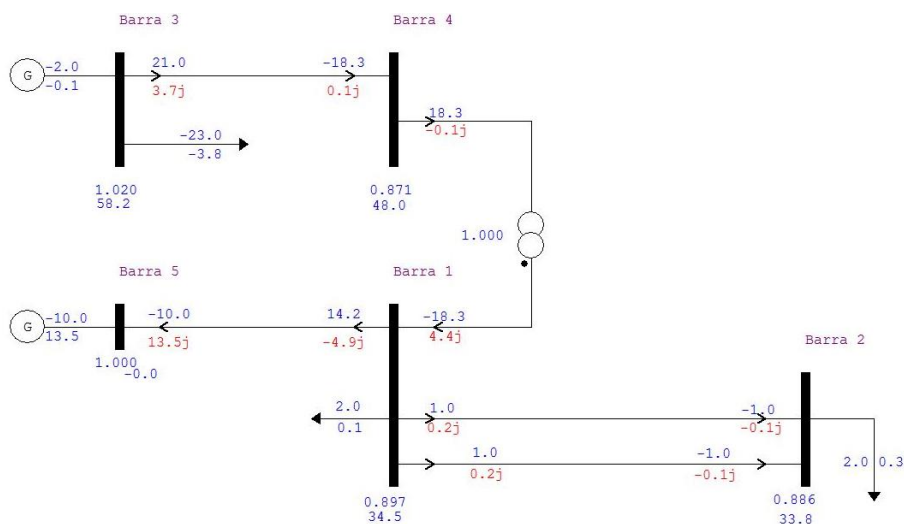 Barra 3
Barra 4
-2.0
21.0
-18.3
G
-0.1
3.7j
0.1j
18.3
-0.1j
-23.0
-3.8
1.020
58.2
0.871
48.0
1.000
Barra 5
Barra 1
-10.0
-10.0
14.2
-18.3
G
13.5
13.5j
-4.9j
4.4j
Barra 2
1.000
-0.0
2.0
1.0
-1.0
0.1
0.2j
-0.1j
1.0
-1.0
2.0
0.3
0.2j
-0.1j
0.897
34.5
0.886
33.8